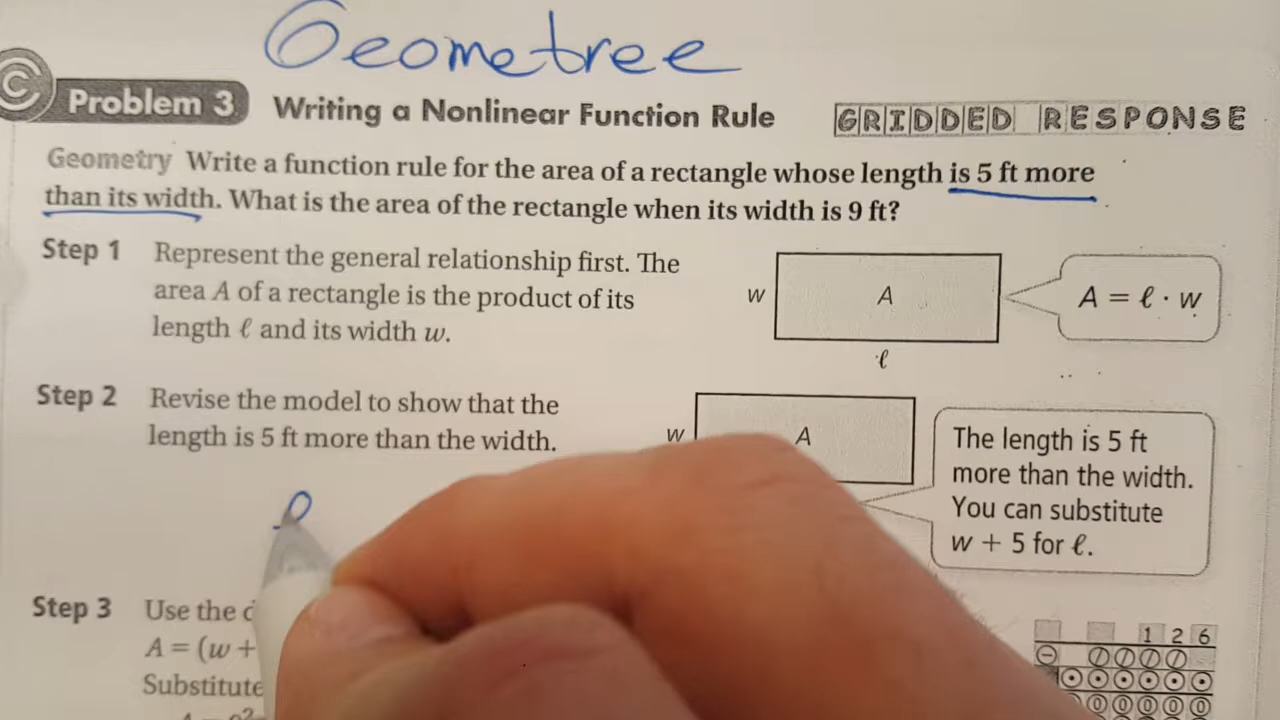 Geometree
Problem 3 Writing a Nonlinear Function Rule GRIDDED RESPONSE
Geometry Write a function rule for the area of a rectangle whose length is 5 ft more
than its width. What is the area of the rectangle when its width is 9 ft?
Step 1 Represent the general relationship first. The
area A of a rectangle is the product of its
length ℓ and its width w.
w A A = ℓ · w
ℓ
Step 2 Revise the model to show that the
length is 5 ft more than the width.
w A
The length is 5 ft
more than the width.
You can substitute
w + 5 for ℓ.
ℓ
Step 3 Use the
A = (w +
Substitute
1 2 6